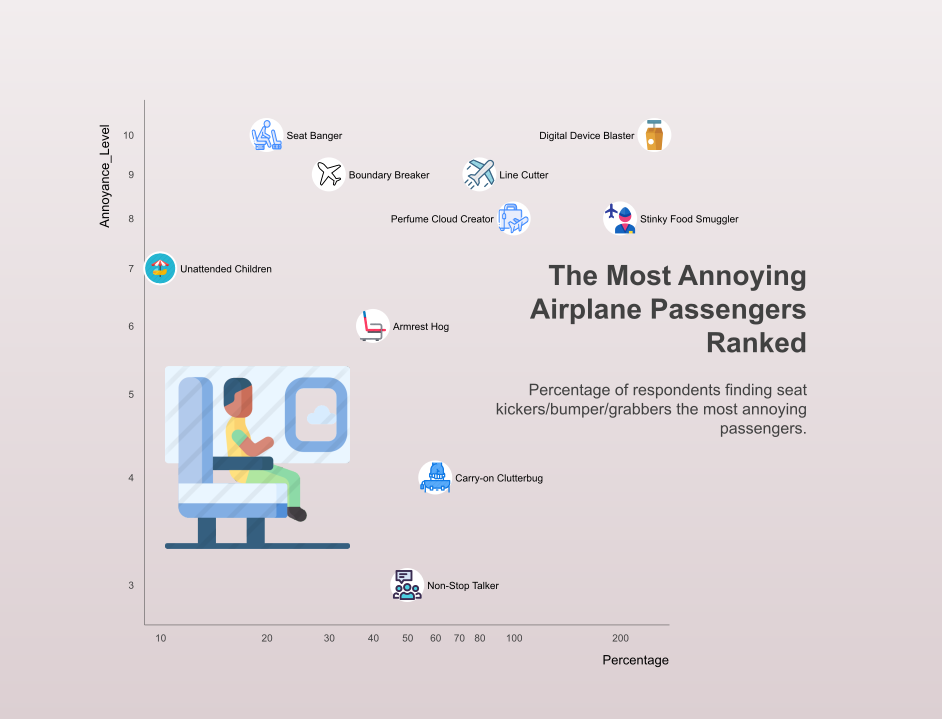 Annoyance_Level
10
Seat Banger
Digital Device Blaster
9
Boundary Breaker
Line Cutter
8
Perfume Cloud Creator
Stinky Food Smuggler
7
Unattended Children
The Most Annoying
Airplane Passengers
Ranked
6
Armrest Hog
5
Percentage of respondents finding seat
kickers/bumper/grabbers the most annoying
passengers.
4
Carry-on Clutterbug
3
Non-Stop Talker
10 20 30 40 50 60 70 80 100 200
Percentage